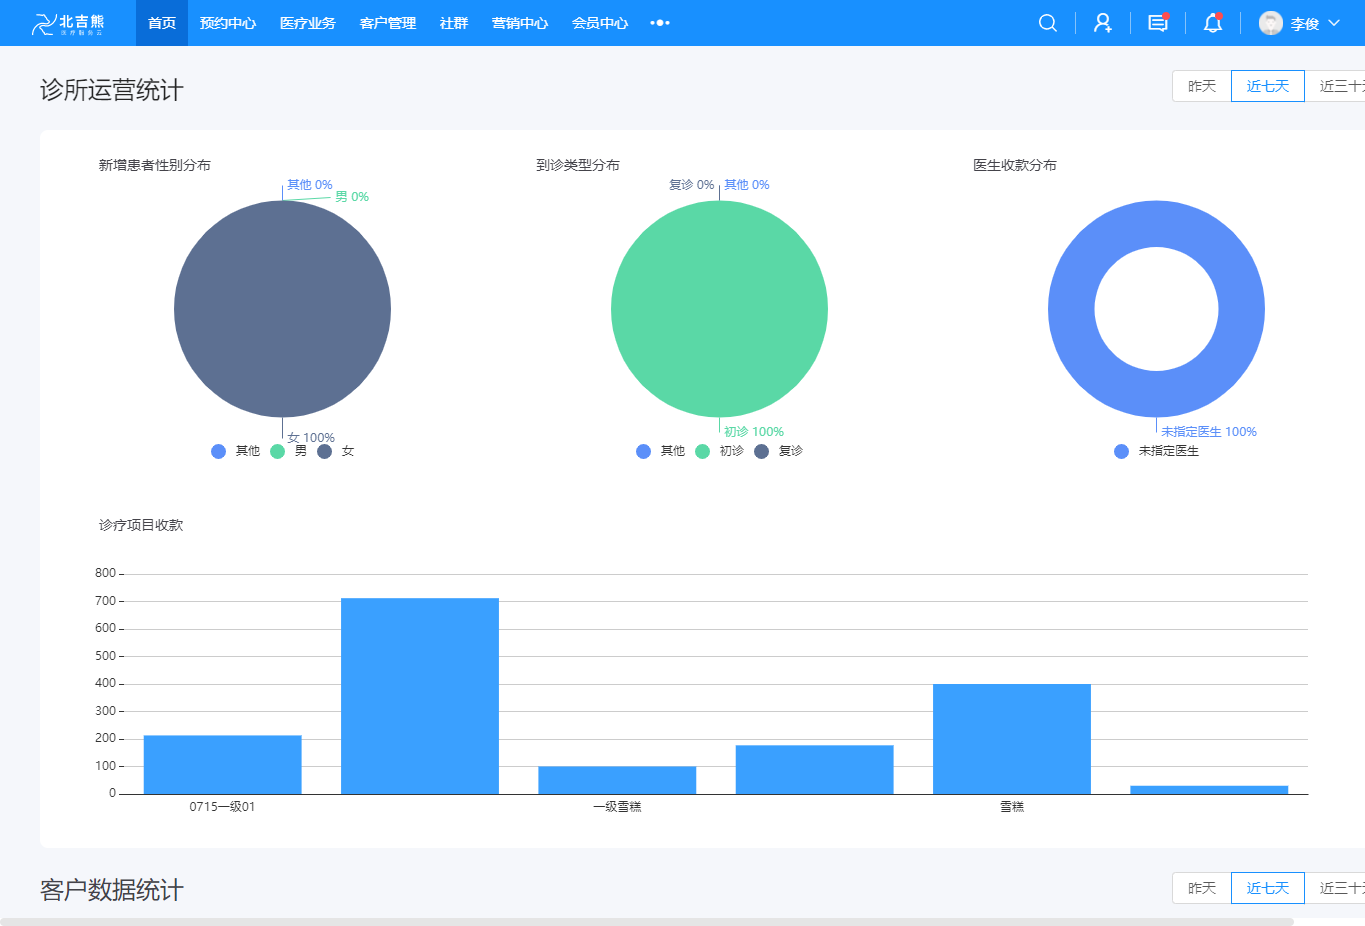 北吉熊
医疗服务云
首页 预约中心 医疗业务 客户管理 社群 营销中心 会员中心 ••• 李俊
诊所运营统计
昨天 近七天 近三十天
新增患者性别分布
其他 0%
男 0%
女 100%
其他 男 女
到诊类型分布
复诊 0% 其他 0%
初诊 100%
其他 初诊 复诊
医生收款分布
未指定医生 100%
未指定医生
诊疗项目收款
800
700
600
500
400
300
200
100
0
0715一级01 一级雪糕 雪糕
客户数据统计
昨天 近七天 近三十天